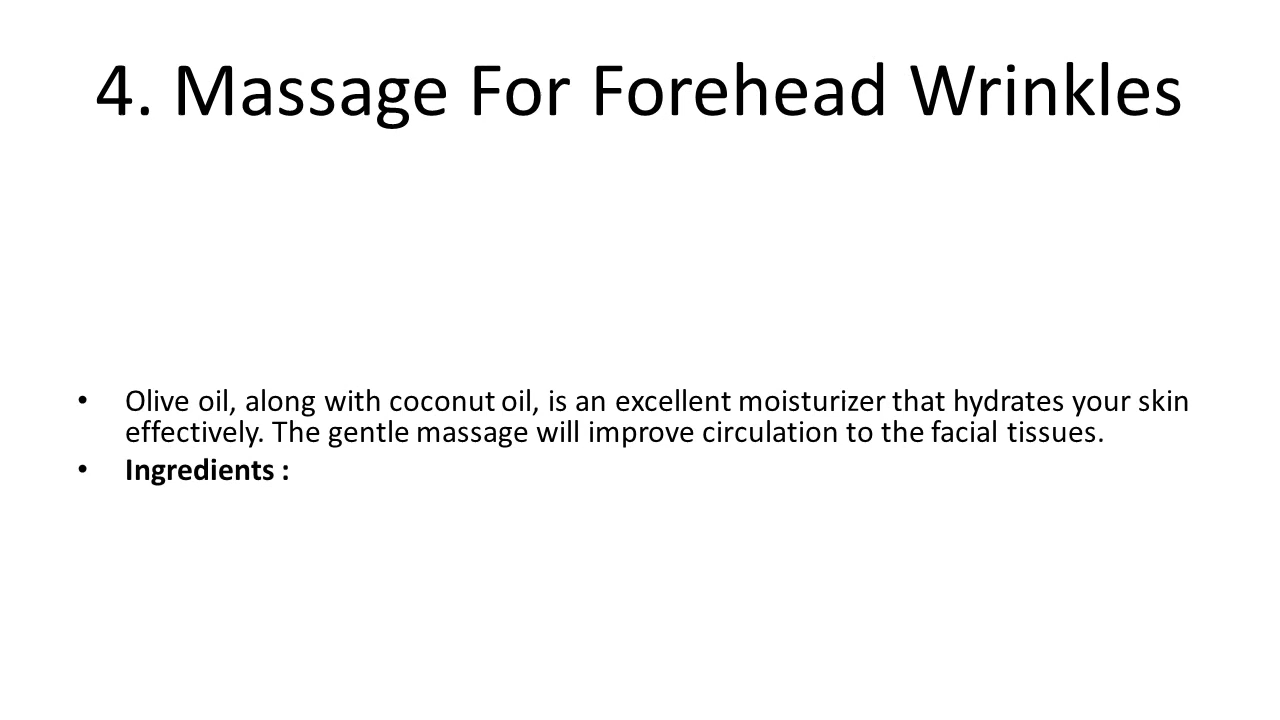 4. Massage For Forehead Wrinkles
• Olive oil, along with coconut oil, is an excellent moisturizer that hydrates your skin
effectively. The gentle massage will improve circulation to the facial tissues.
• Ingredients :